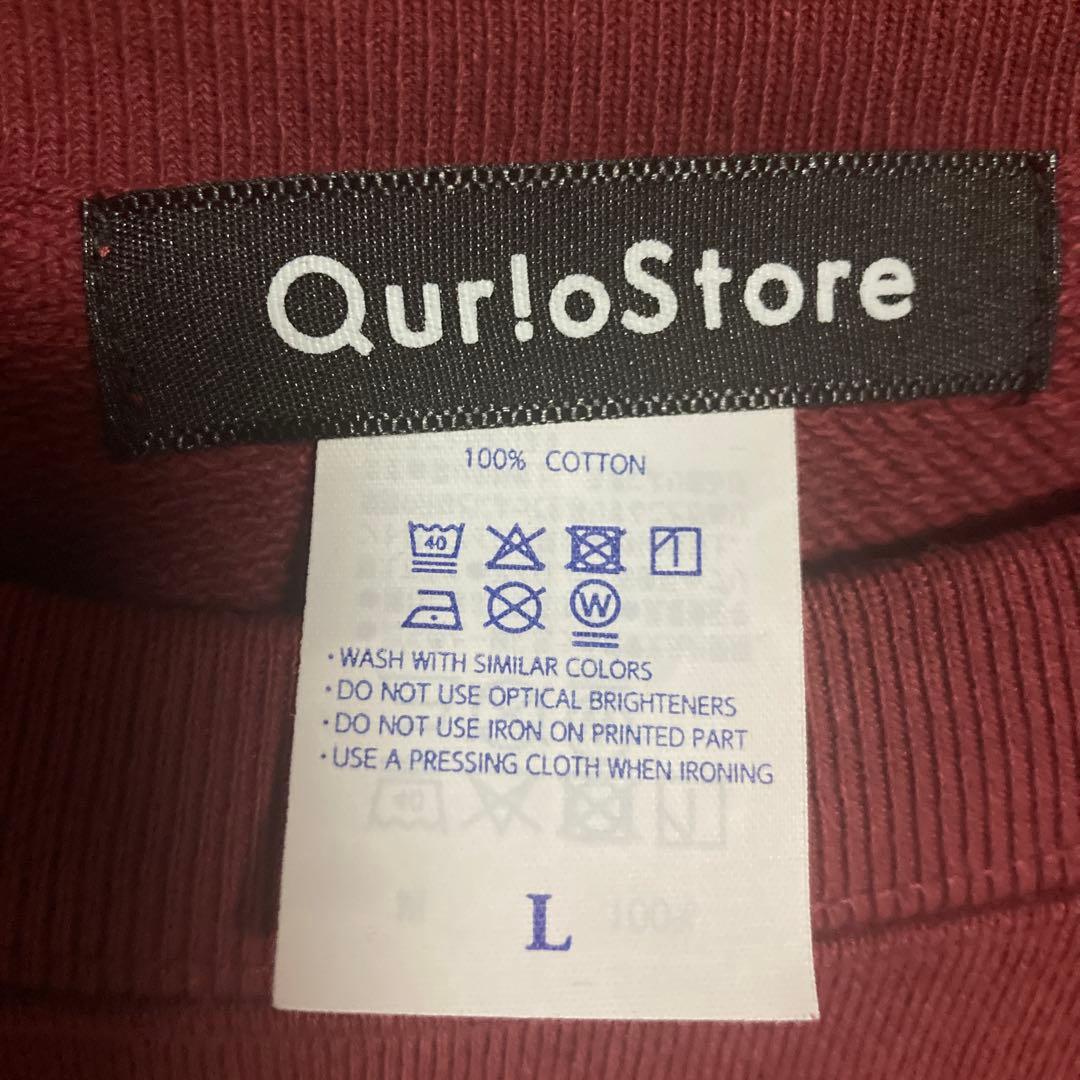 Qur!oStore
100% COTTON
40
W
・WASH WITH SIMILAR COLORS
・DO NOT USE OPTICAL BRIGHTENERS
・DO NOT USE IRON ON PRINTED PART
・USE A PRESSING CLOTH WHEN IRONING
L